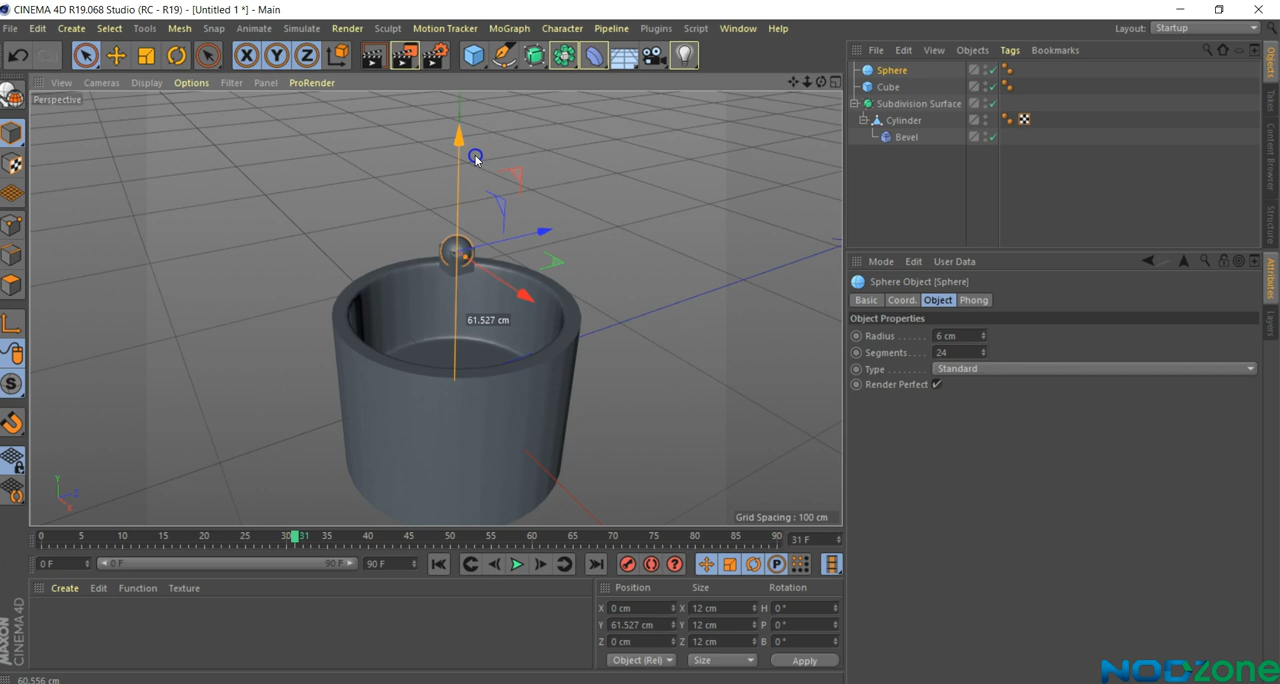 CINEMA 4D R19.068 Studio (RC - R19) - [Untitled 1 *] - Main
File Edit Create Select Tools Snap Animate Simulate Render Sculpt Motion Tracker MoGraph Character Pipeline Plugins Script Window Help Layout: Startup
Mesh
X Y Z
File Edit View Objects Tags Bookmarks
View Cameras Display Options Filter Panel ProRender
Perspective
Sphere
Cube
Subdivision Surface
Cylinder
Bevel
Objects
Takes
Content Browser
Structure
Attributes
Layers
Mode Edit User Data
Sphere Object [Sphere]
Basic Coord. Object Phong
Object Properties
Radius . . . . . . 6 cm
Segments. . . . 24
Type . . . . . . . . Standard
Render Perfect
61.527 cm
S
Y
Z
X
Grid Spacing : 100 cm
0 5 10 15 20 25 30 31 35 40 45 50 55 60 65 70 75 80 85 90 31 F
0 F 0 F 90 F 90 F
P
Create Edit Function Texture
Position Size Rotation
X 0 cm X 12 cm H 0 °
Y 61.527 cm Y 12 cm P 0 °
Z 0 cm Z 12 cm B 0 °
Object (Rel) Size Apply
MAXON
CINEMA 4D
60.556 cm
NODzone